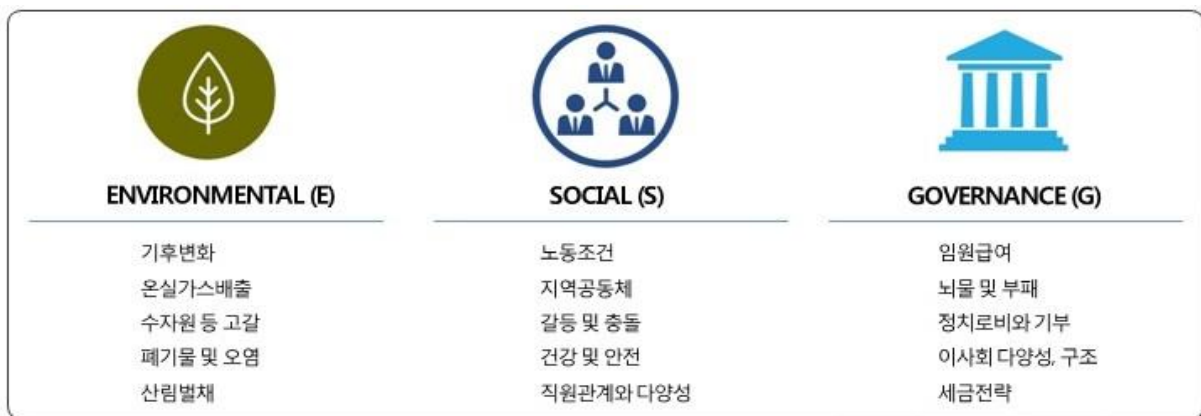 ENVIRONMENTAL (E)
기후변화
온실가스배출
수자원 등 고갈
폐기물 및 오염
산림벌채
SOCIAL (S)
노동조건
지역공동체
갈등 및 충돌
건강 및 안전
직원관계와 다양성
GOVERNANCE (G)
임원급여
뇌물 및 부패
정치로비와 기부
이사회 다양성, 구조
세금전략